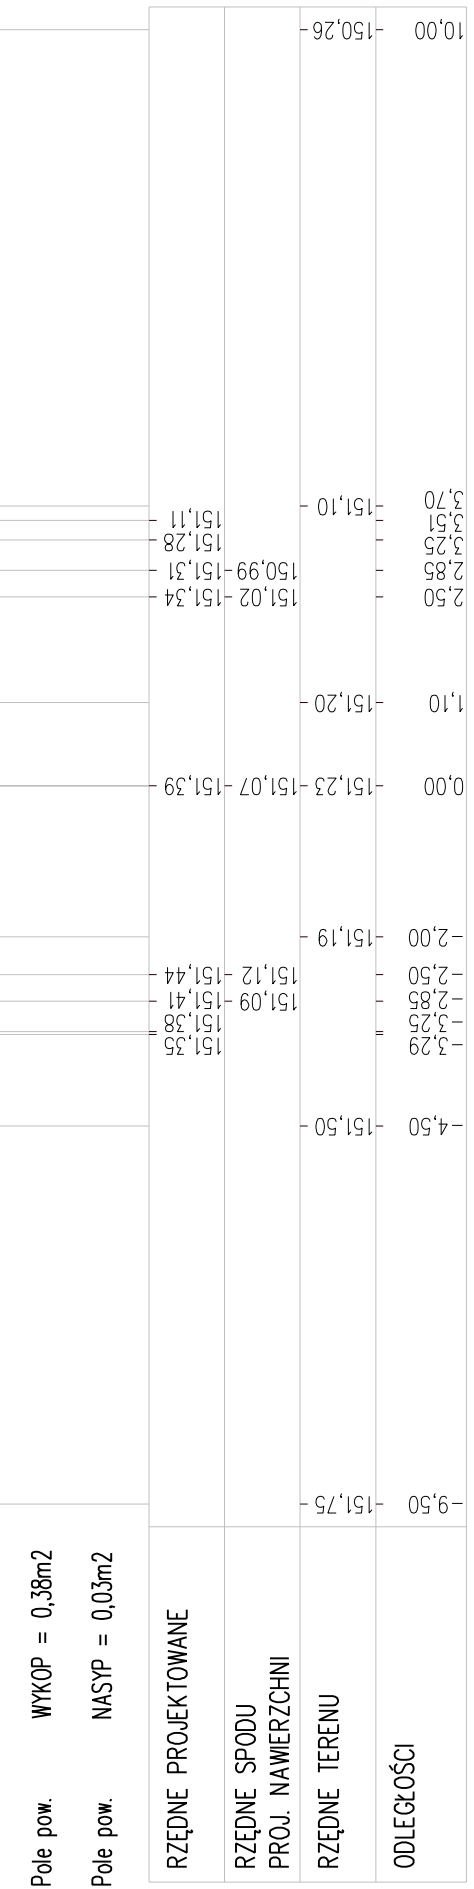 Pole pow. WYKOP = 0,38m2
Pole pow. NASYP = 0,03m2
RZĘDNE PROJEKTOWANE 151,35 151,38 151,41 151,44 151,39 151,34 151,31 151,28 151,11
RZĘDNE SPODU
PROJ. NAWIERZCHNI 151,09 151,12 151,07 151,02 150,99
RZĘDNE TERENU 151,75 151,50 151,19 151,23 151,20 151,10 150,26
ODLEGŁOŚCI -9,50 -4,50 -3,29 -3,25 -2,85 -2,50 -2,00 0,00 1,10 2,50 2,85 3,25 3,51 3,70 10,00